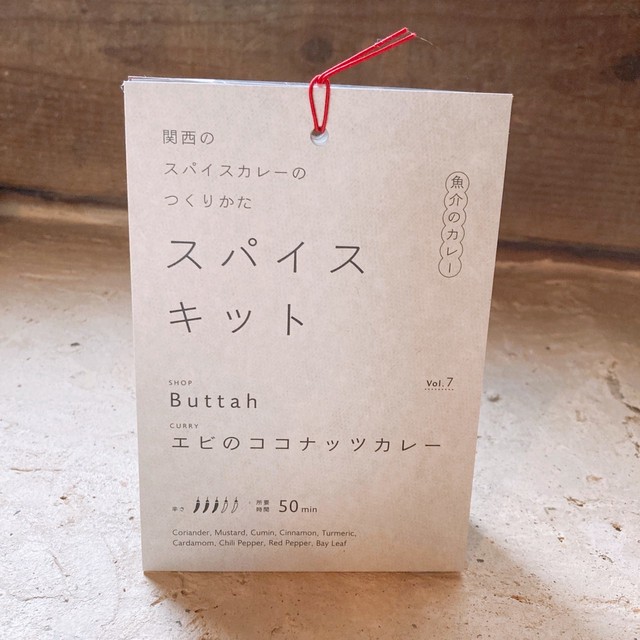 関西の
スパイスカレーの
つくりかた
魚介のカレー
スパイス
キット
Vol.7
SHOP
Buttah
CURRY
エビのココナッツカレー
辛さ
所要
時間
50min
Coriander, Mustard, Cumin, Cinnamon, Turmeric,
Cardamom, Chili Pepper, Red Pepper, Bay Leaf